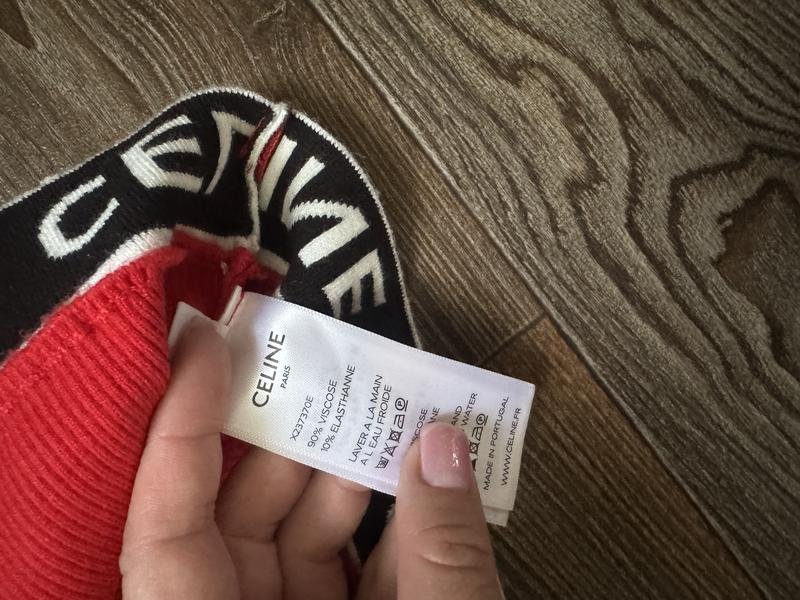 CELINE
CELINE
PARIS
X237370E
90% VISCOSE
10% ELASTHANNE
LAVER A LA MAIN
A L EAU FROIDE
WATER
MADE IN PORTUGAL
WWW.CELINE.FR